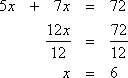 5x + 7x = 72
12x/12 = 72/12
x = 6